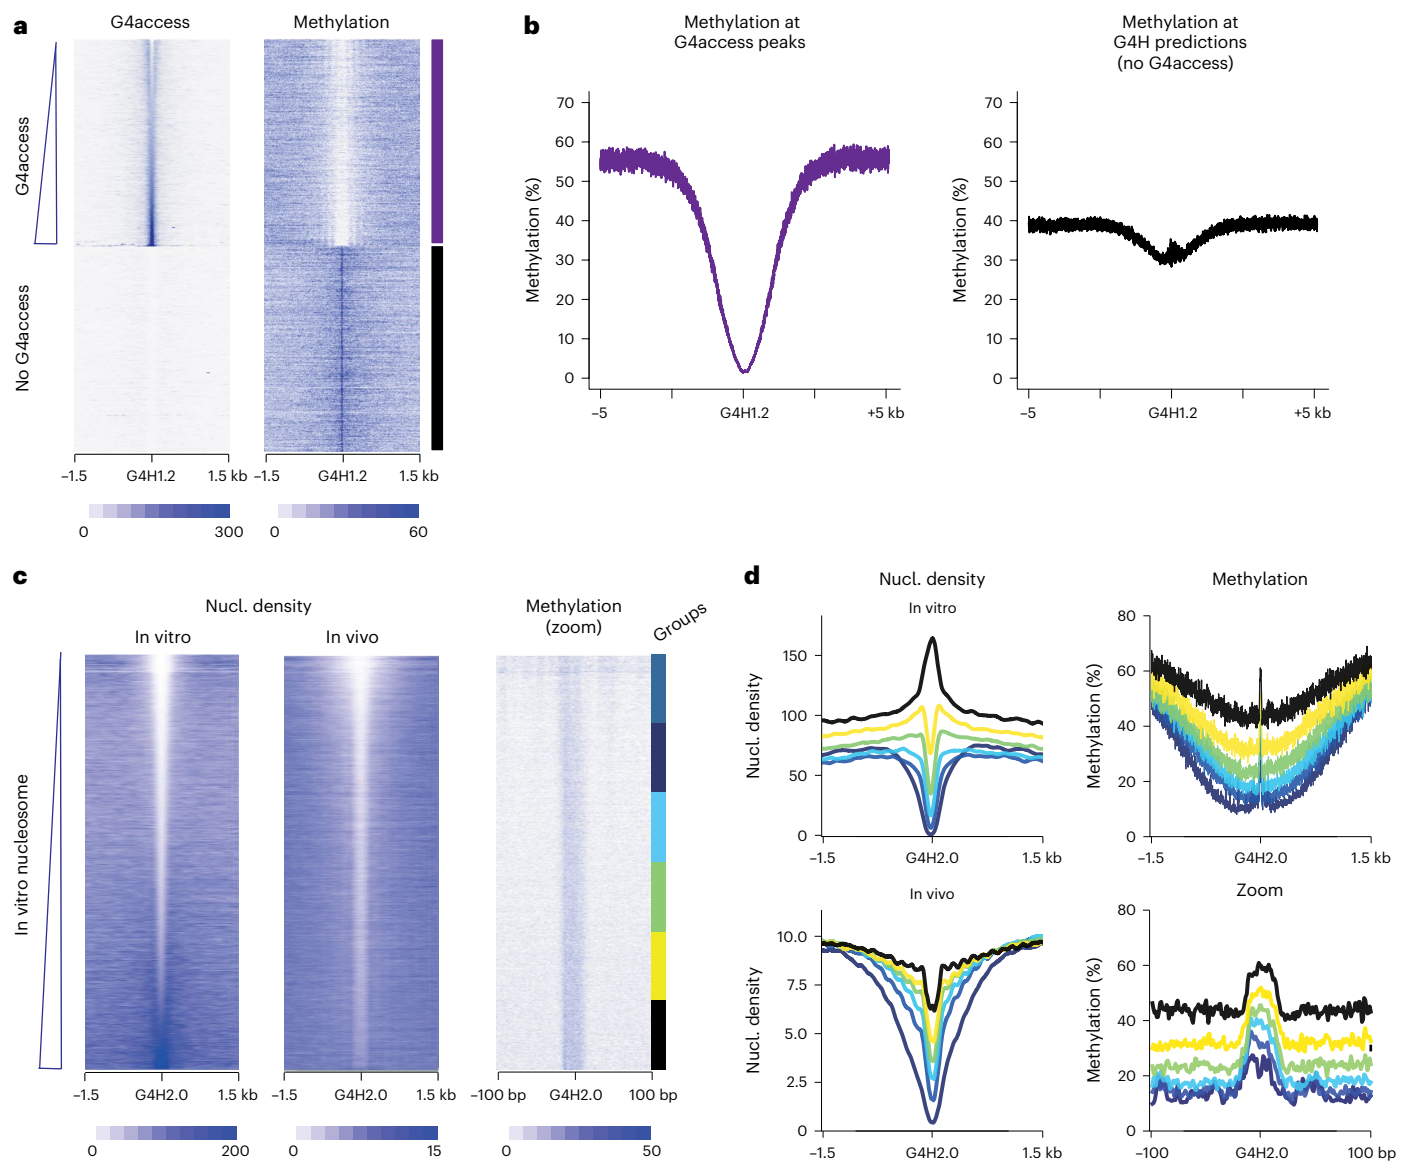 a
G4access
Methylation
G4access
No G4access
−1.5
G4H1.2
1.5 kb
−1.5
G4H1.2
1.5 kb
0
300
0
60
b
Methylation at
G4access peaks
Methylation (%)
70
60
50
40
30
20
10
0
−5
G4H1.2
+5 kb
Methylation at
G4H predictions
(no G4access)
Methylation (%)
70
60
50
40
30
20
10
0
−5
G4H1.2
+5 kb
c
Nucl. density
In vitro
In vivo
Methylation
(zoom)
Groups
In vitro nucleosome
−1.5
G4H2.0
1.5 kb
−1.5
G4H2.0
1.5 kb
−100 bp
G4H2.0
100 bp
0
200
0
15
0
50
d
Nucl. density
In vitro
Nucl. density
150
100
50
0
−1.5
G4H2.0
1.5 kb
Methylation
Methylation (%)
80
60
40
20
0
−1.5
G4H2.0
1.5 kb
In vivo
Nucl. density
10.0
7.5
5.0
2.5
0
−1.5
G4H2.0
1.5 kb
Zoom
Methylation (%)
80
60
40
20
0
−100
G4H2.0
100 bp